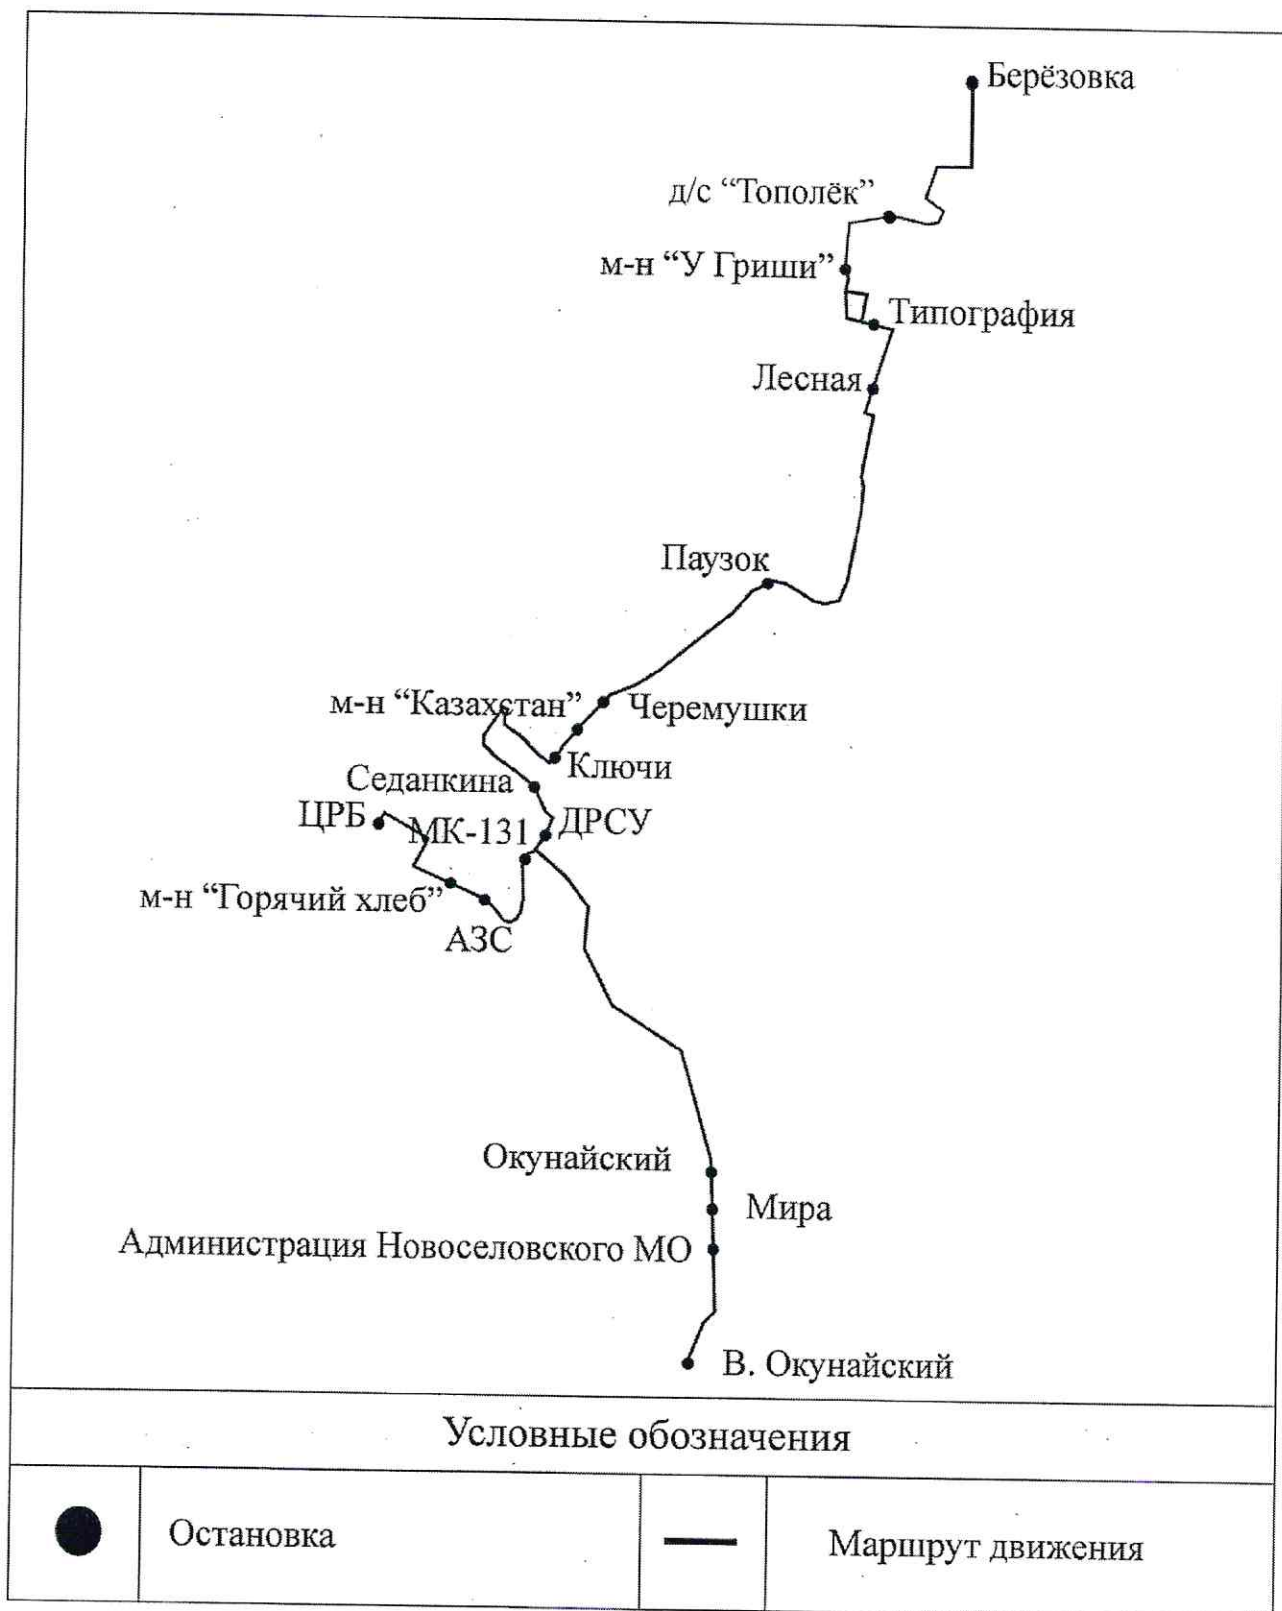 Берёзовка
д/с “Тополёк”
м-н “У Гриши”
Типография
Лесная
Паузок
м-н “Казахстан”
Черемушки
Ключи
Седанкина
ЦРБ
МК-131
ДРСУ
м-н “Горячий хлеб”
АЗС
Окунайский
Мира
Администрация Новоселовского МО
В. Окунайский
Условные обозначения
Остановка
Маршрут движения